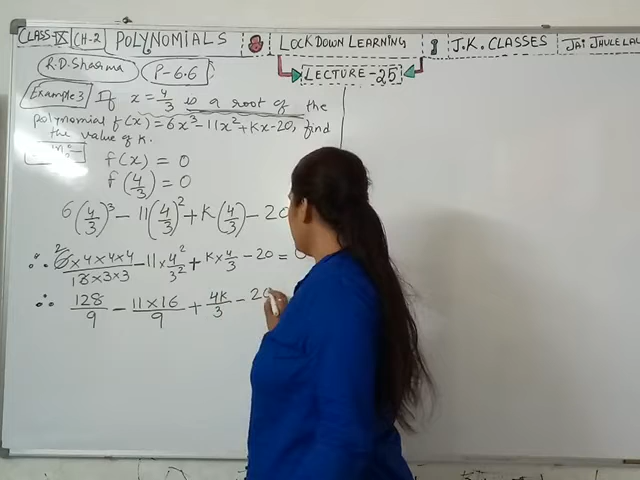 CLASS-IX CH-2 POLYNOMIALS LOCKDOWN LEARNING J.K. CLASSES JAI JHULELAL
R.D.Sharma P-6.6 LECTURE-25
Example 3 If x = 4/3 is a root of the
polynomial f(x) = 6x³ - 11x² + Kx - 20, find
the value of K.
f(x) = 0
f(4/3) = 0
6(4/3)³ - 11(4/3)² + K(4/3) - 20
∴ 6 × 4 × 4 × 4 / 3 × 3 × 3 - 11 × 4²/3² + K × 4/3 - 20 = 0
∴ 128/9 - 11×16/9 + 4K/3 - 20